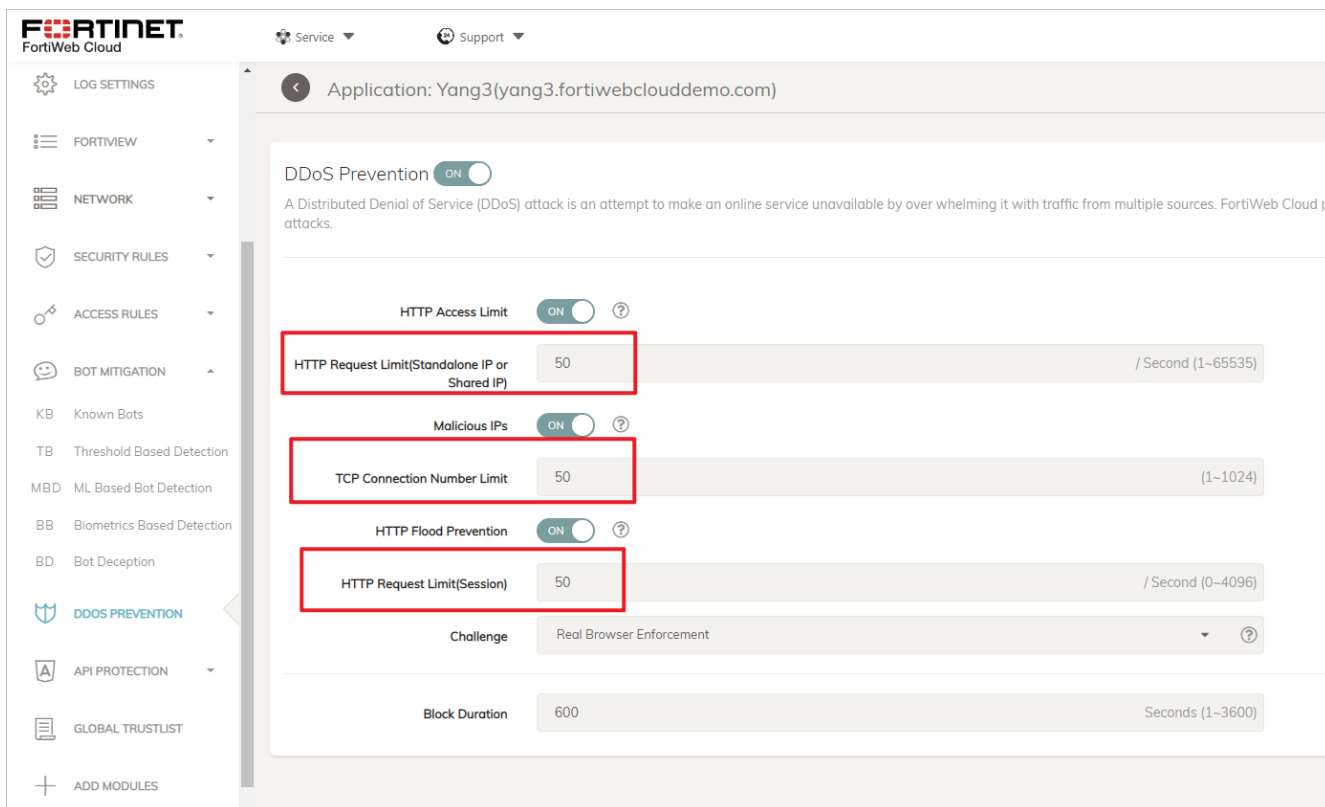 FORTINET
FortiWeb Cloud
Service
Support
LOG SETTINGS
FORTIVIEW
NETWORK
SECURITY RULES
ACCESS RULES
BOT MITIGATION
KB Known Bots
TB Threshold Based Detection
MBD ML Based Bot Detection
BB Biometrics Based Detection
BD Bot Deception
DDOS PREVENTION
API PROTECTION
GLOBAL TRUSTLIST
ADD MODULES
Application: Yang3(yang3.fortiwebclouddemo.com)
DDoS Prevention ON
A Distributed Denial of Service (DDoS) attack is an attempt to make an online service unavailable by over whelming it with traffic from multiple sources. FortiWeb Cloud p
attacks.
HTTP Access Limit ON ?
HTTP Request Limit(Standalone IP or
Shared IP)
50 / Second (1~65535)
Malicious IPs ON ?
TCP Connection Number Limit 50 (1~1024)
HTTP Flood Prevention ON ?
HTTP Request Limit(Session) 50 / Second (0~4096)
Challenge Real Browser Enforcement ?
Block Duration 600 Seconds (1~3600)